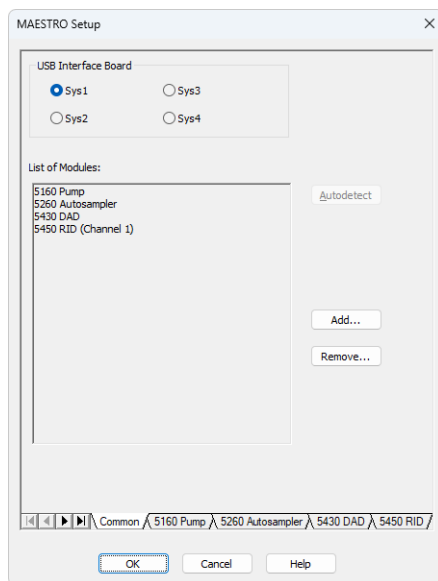 MAESTRO Setup
USB Interface Board
Sys1
Sys3
Sys2
Sys4
List of Modules:
5160 Pump
5260 Autosampler
5430 DAD
5450 RID (Channel 1)
Autodetect
Add...
Remove...
Common
5160 Pump
5260 Autosampler
5430 DAD
5450 RID
OK
Cancel
Help